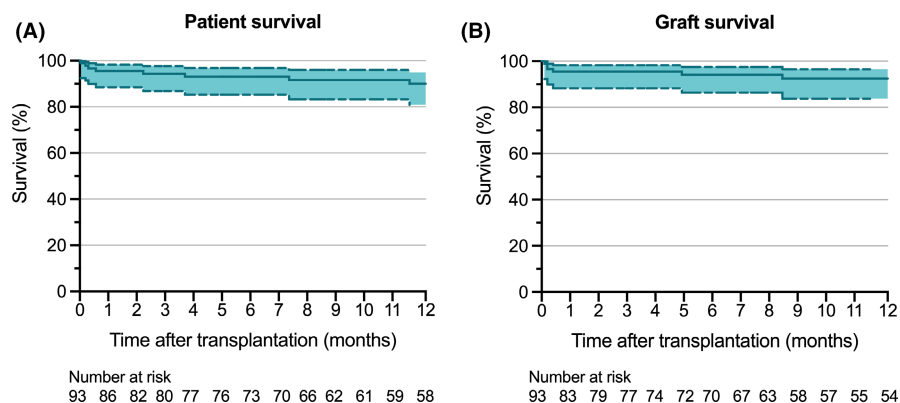 (A)
Patient survival
Survival (%)
100
80
60
40
20
0
0 1 2 3 4 5 6 7 8 9 10 11 12
Time after transplantation (months)
Number at risk
93 86 82 80 77 76 73 70 66 62 61 59 58
(B)
Graft survival
Survival (%)
100
80
60
40
20
0
0 1 2 3 4 5 6 7 8 9 10 11 12
Time after transplantation (months)
Number at risk
93 83 79 77 74 72 70 67 63 58 57 55 54